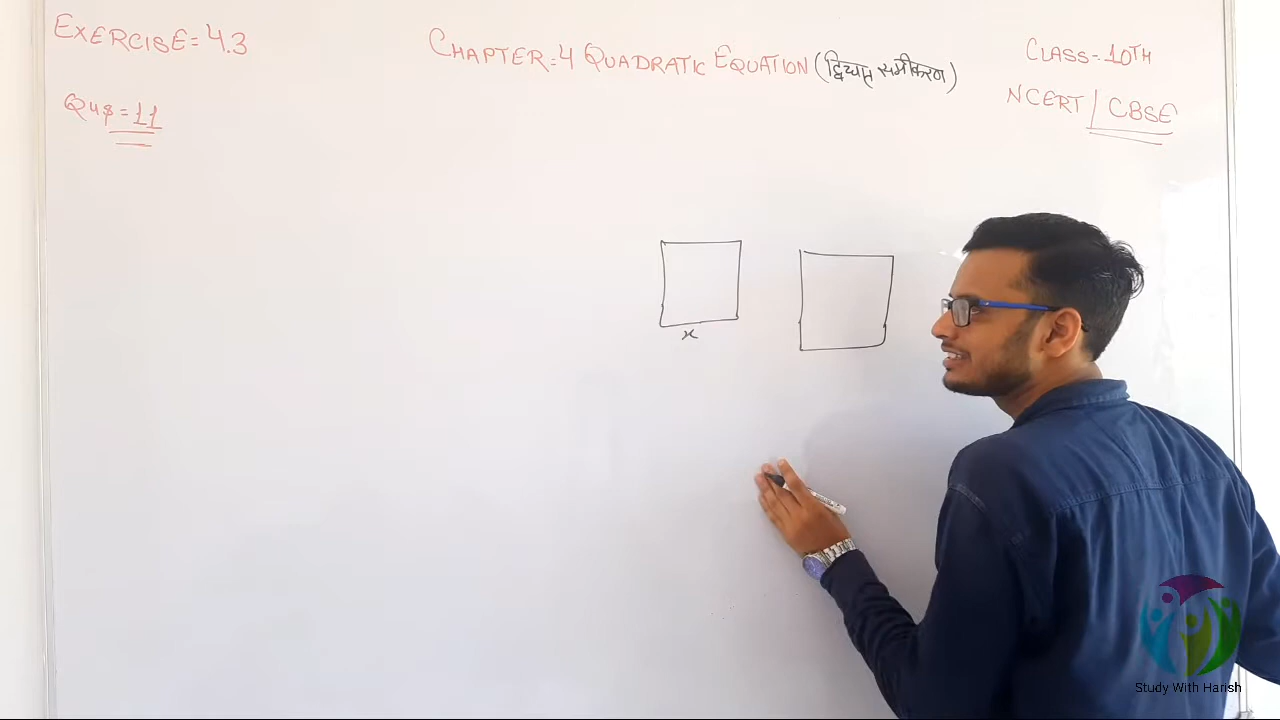 EXERCISE = 4.3
CHAPTER:4 QUADRATIC EQUATION (द्विघात समीकरण)
CLASS = 10TH
NCERT / CBSE
QUS = 11
x
Study With Harish